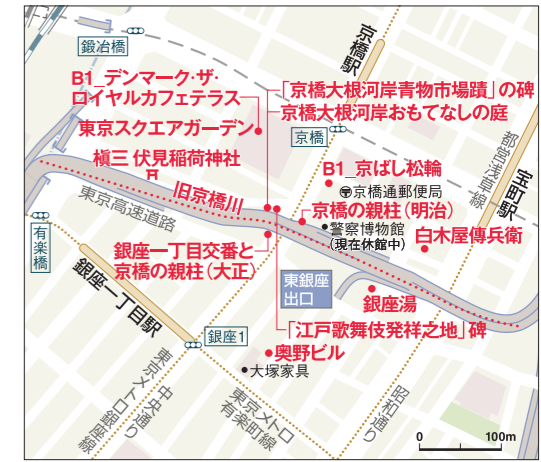 鍛冶橋
京橋駅
B1_デンマーク・ザ・
ロイヤルカフェテラス
「京橋大根河岸青物市場蹟」の碑
京橋大根河岸おもてなしの庭
東京スクエアガーデン
京橋
都営浅草線
宝町駅
槇三 伏見稲荷神社
B1_京ばし松輪
京橋通郵便局
旧京橋川
京橋の親柱(明治)
東京高速道路
警察博物館
(現在休館中)
白木屋傳兵衛
有楽橋
銀座一丁目交番と
京橋の親柱(大正)
東銀座
出口
銀座湯
銀座一丁目駅
「江戸歌舞伎発祥之地」碑
銀座1
奥野ビル
大塚家具
東京メトロ
銀座線
中央通り
東京メトロ
有楽町線
昭和通り
0 100m